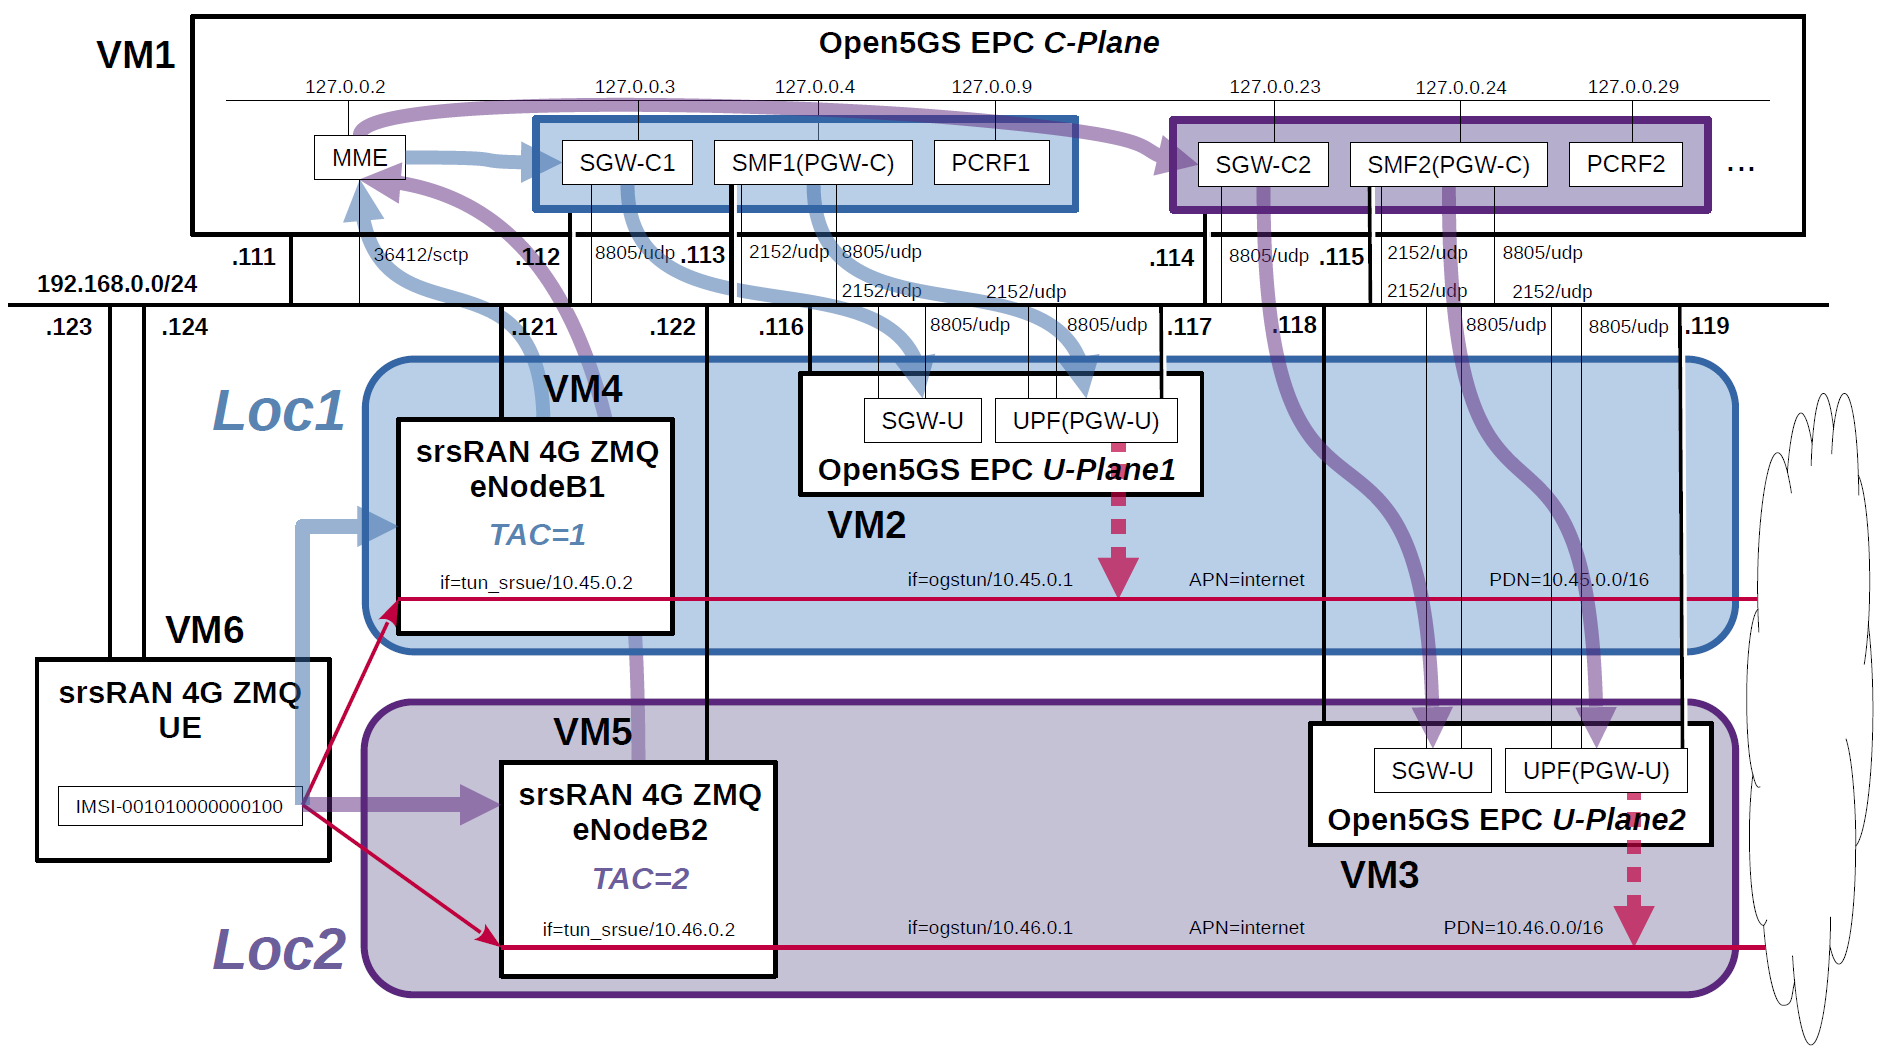 VM1
Open5GS EPC C-Plane
127.0.0.2
127.0.0.3
127.0.0.4
127.0.0.9
127.0.0.23
127.0.0.24
127.0.0.29
MME
SGW-C1
SMF1(PGW-C)
PCRF1
SGW-C2
SMF2(PGW-C)
PCRF2
...
.111
36412/sctp
.112
8805/udp
.113
2152/udp
8805/udp
.114
8805/udp
.115
2152/udp
8805/udp
192.168.0.0/24
2152/udp
2152/udp
2152/udp
2152/udp
.123
.124
.121
.122
.116
8805/udp
8805/udp
.117
.118
8805/udp
8805/udp
.119
Loc1
VM4
srsRAN 4G ZMQ
eNodeB1
TAC=1
if=tun_srsue/10.45.0.2
SGW-U
UPF(PGW-U)
Open5GS EPC U-Plane1
VM2
if=ogstun/10.45.0.1
APN=internet
PDN=10.45.0.0/16
VM6
srsRAN 4G ZMQ
UE
IMSI-001010000000100
VM5
srsRAN 4G ZMQ
eNodeB2
TAC=2
if=tun_srsue/10.46.0.2
SGW-U
UPF(PGW-U)
Open5GS EPC U-Plane2
VM3
if=ogstun/10.46.0.1
APN=internet
PDN=10.46.0.0/16
Loc2